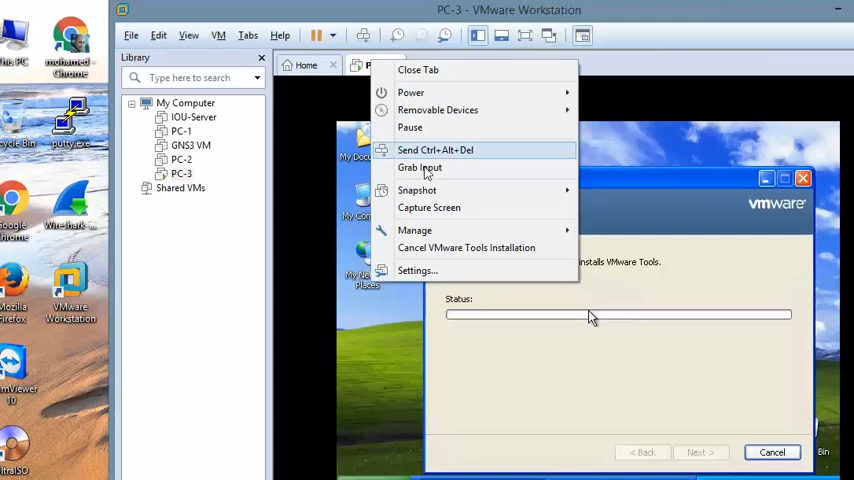 PC-3 - VMware Workstation
This PC
mohamed -
Chrome
File Edit View VM Tabs Help
Library
Type here to search
Home
P
My Computer
IOU-Server
PC-1
GNS3 VM
PC-2
PC-3
Shared VMs
Close Tab
Power
Removable Devices
Pause
Send Ctrl+Alt+Del
Grab Input
Snapshot
Capture Screen
Manage
Cancel VMware Tools Installation
Settings...
cycle Bin
putty.exe
Google
Chrome
Wireshark-...
Mozilla
Firefox
VMware
Workstation
mViewer
10
ltraISO
My Docu
My Co
My Ne
Places
vmware
installs VMware Tools.
Status:
< Back
Next >
Cancel
Bin